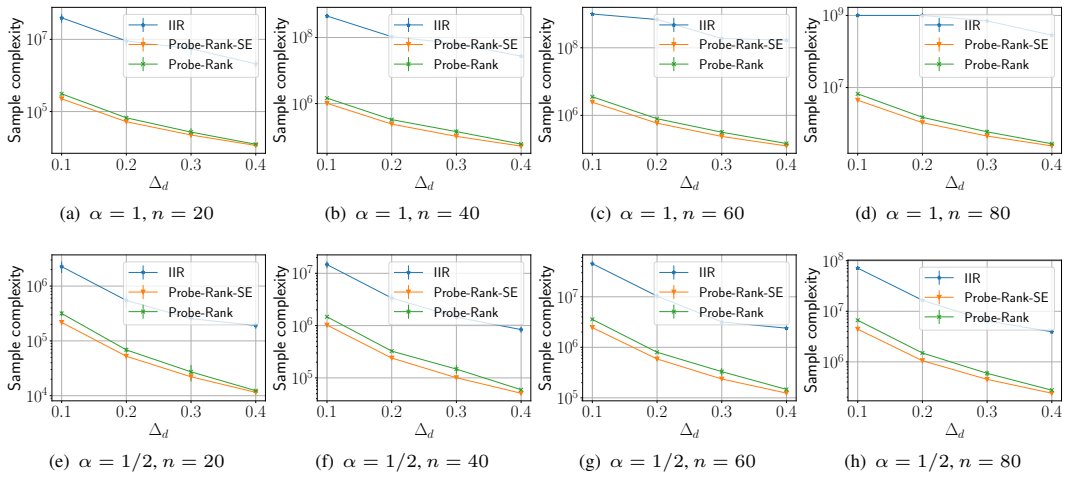 Sample complexity
10^7
10^5
IIR
Probe-Rank-SE
Probe-Rank
0.1 0.2 0.3 0.4
Δ_d
(a) α = 1, n = 20
Sample complexity
10^8
10^6
IIR
Probe-Rank-SE
Probe-Rank
0.1 0.2 0.3 0.4
Δ_d
(b) α = 1, n = 40
Sample complexity
10^8
10^6
IIR
Probe-Rank-SE
Probe-Rank
0.1 0.2 0.3 0.4
Δ_d
(c) α = 1, n = 60
Sample complexity
10^9
10^7
IIR
Probe-Rank-SE
Probe-Rank
0.1 0.2 0.3 0.4
Δ_d
(d) α = 1, n = 80
Sample complexity
10^6
10^5
10^4
IIR
Probe-Rank-SE
Probe-Rank
0.1 0.2 0.3 0.4
Δ_d
(e) α = 1/2, n = 20
Sample complexity
10^7
10^6
10^5
IIR
Probe-Rank-SE
Probe-Rank
0.1 0.2 0.3 0.4
Δ_d
(f) α = 1/2, n = 40
Sample complexity
10^7
10^6
10^5
IIR
Probe-Rank-SE
Probe-Rank
0.1 0.2 0.3 0.4
Δ_d
(g) α = 1/2, n = 60
Sample complexity
10^8
10^7
10^6
IIR
Probe-Rank-SE
Probe-Rank
0.1 0.2 0.3 0.4
Δ_d
(h) α = 1/2, n = 80